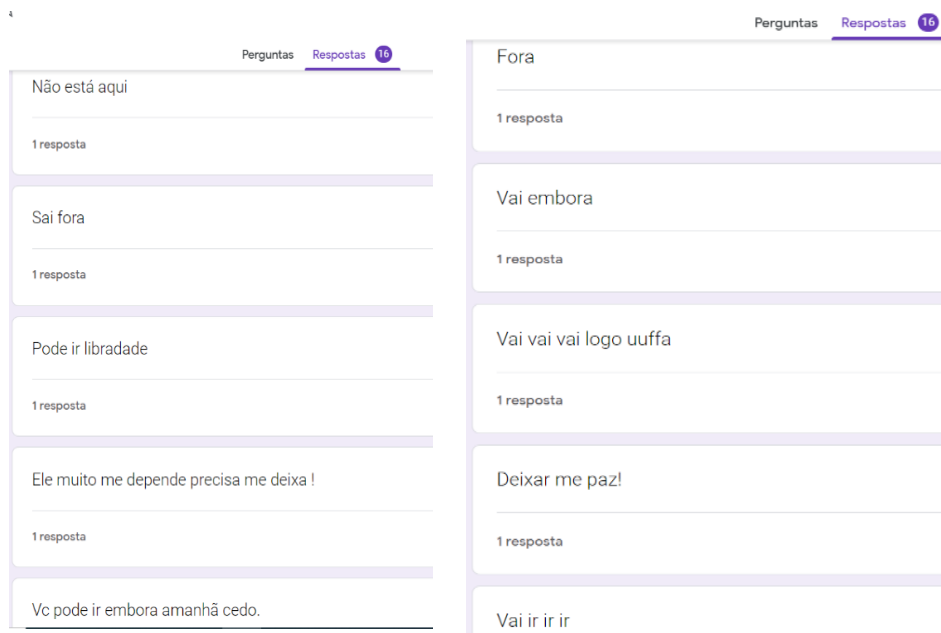 Perguntas Respostas 16
Não está aqui
1 resposta
Sai fora
1 resposta
Pode ir libradade
1 resposta
Ele muito me depende precisa me deixa !
1 resposta
Vc pode ir embora amanhã cedo.
Perguntas Respostas 16
Fora
1 resposta
Vai embora
1 resposta
Vai vai vai logo uuffa
1 resposta
Deixar me paz!
1 resposta
Vai ir ir ir